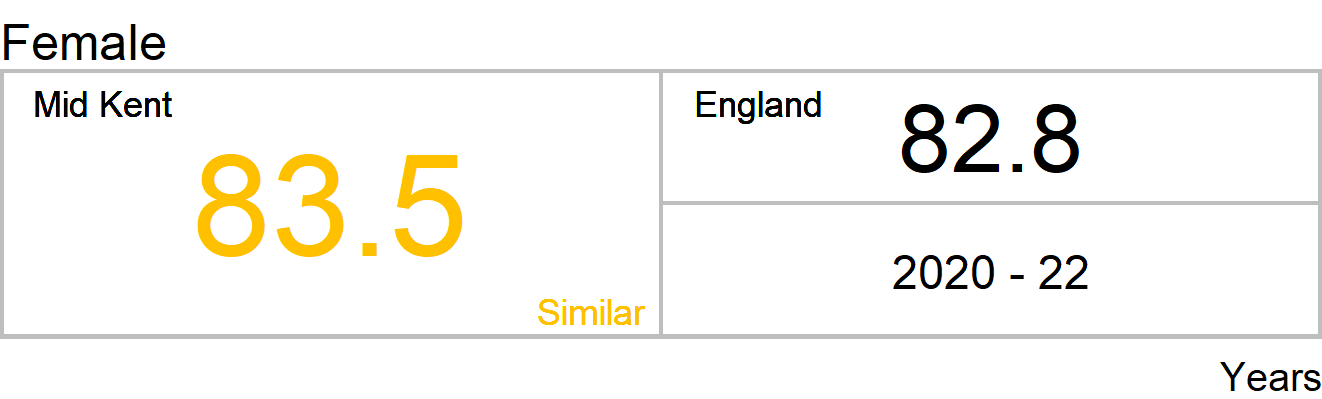 Female
Mid Kent
83.5
Similar
England
82.8
2020 - 22
Years